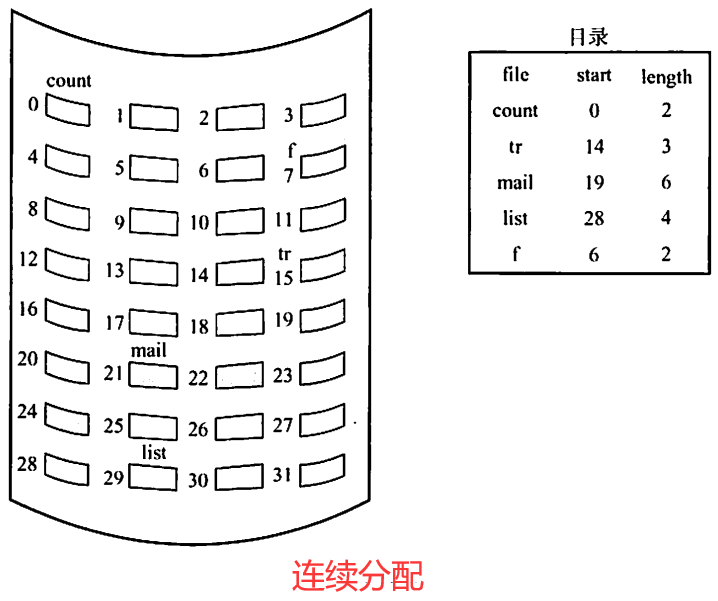 count
0 1 2 3
f
4 5 6 7
8 9 10 11
tr
12 13 14 15
16 17 18 19
mail
20 21 22 23
24 25 26 27
list
28 29 30 31
目录
file start length
count 0 2
tr 14 3
mail 19 6
list 28 4
f 6 2
连续分配